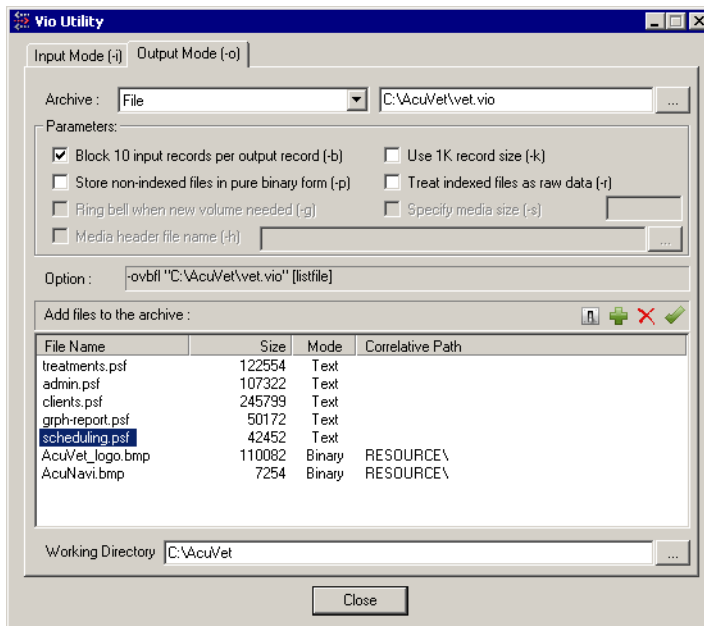 Vio Utility
Input Mode (-i) Output Mode (-o)
Archive : File C:\AcuVet\vet.vio ...
Parameters:
Block 10 input records per output record (-b) Use 1K record size (-k)
Store non-indexed files in pure binary form (-p) Treat indexed files as raw data (-r)
Ring bell when new volume needed (-g) Specify media size (-s)
Media header file name (-h) ...
Option : -ovbfl "C:\AcuVet\vet.vio" [listfile]
Add files to the archive :
File Name Size Mode Correlative Path
treatments.psf 122554 Text
admin.psf 107322 Text
clients.psf 245799 Text
grph-report.psf 50172 Text
scheduling.psf 42452 Text
AcuVet_logo.bmp 110082 Binary RESOURCE\
AcuNavi.bmp 7254 Binary RESOURCE\
Working Directory C:\AcuVet ...
Close